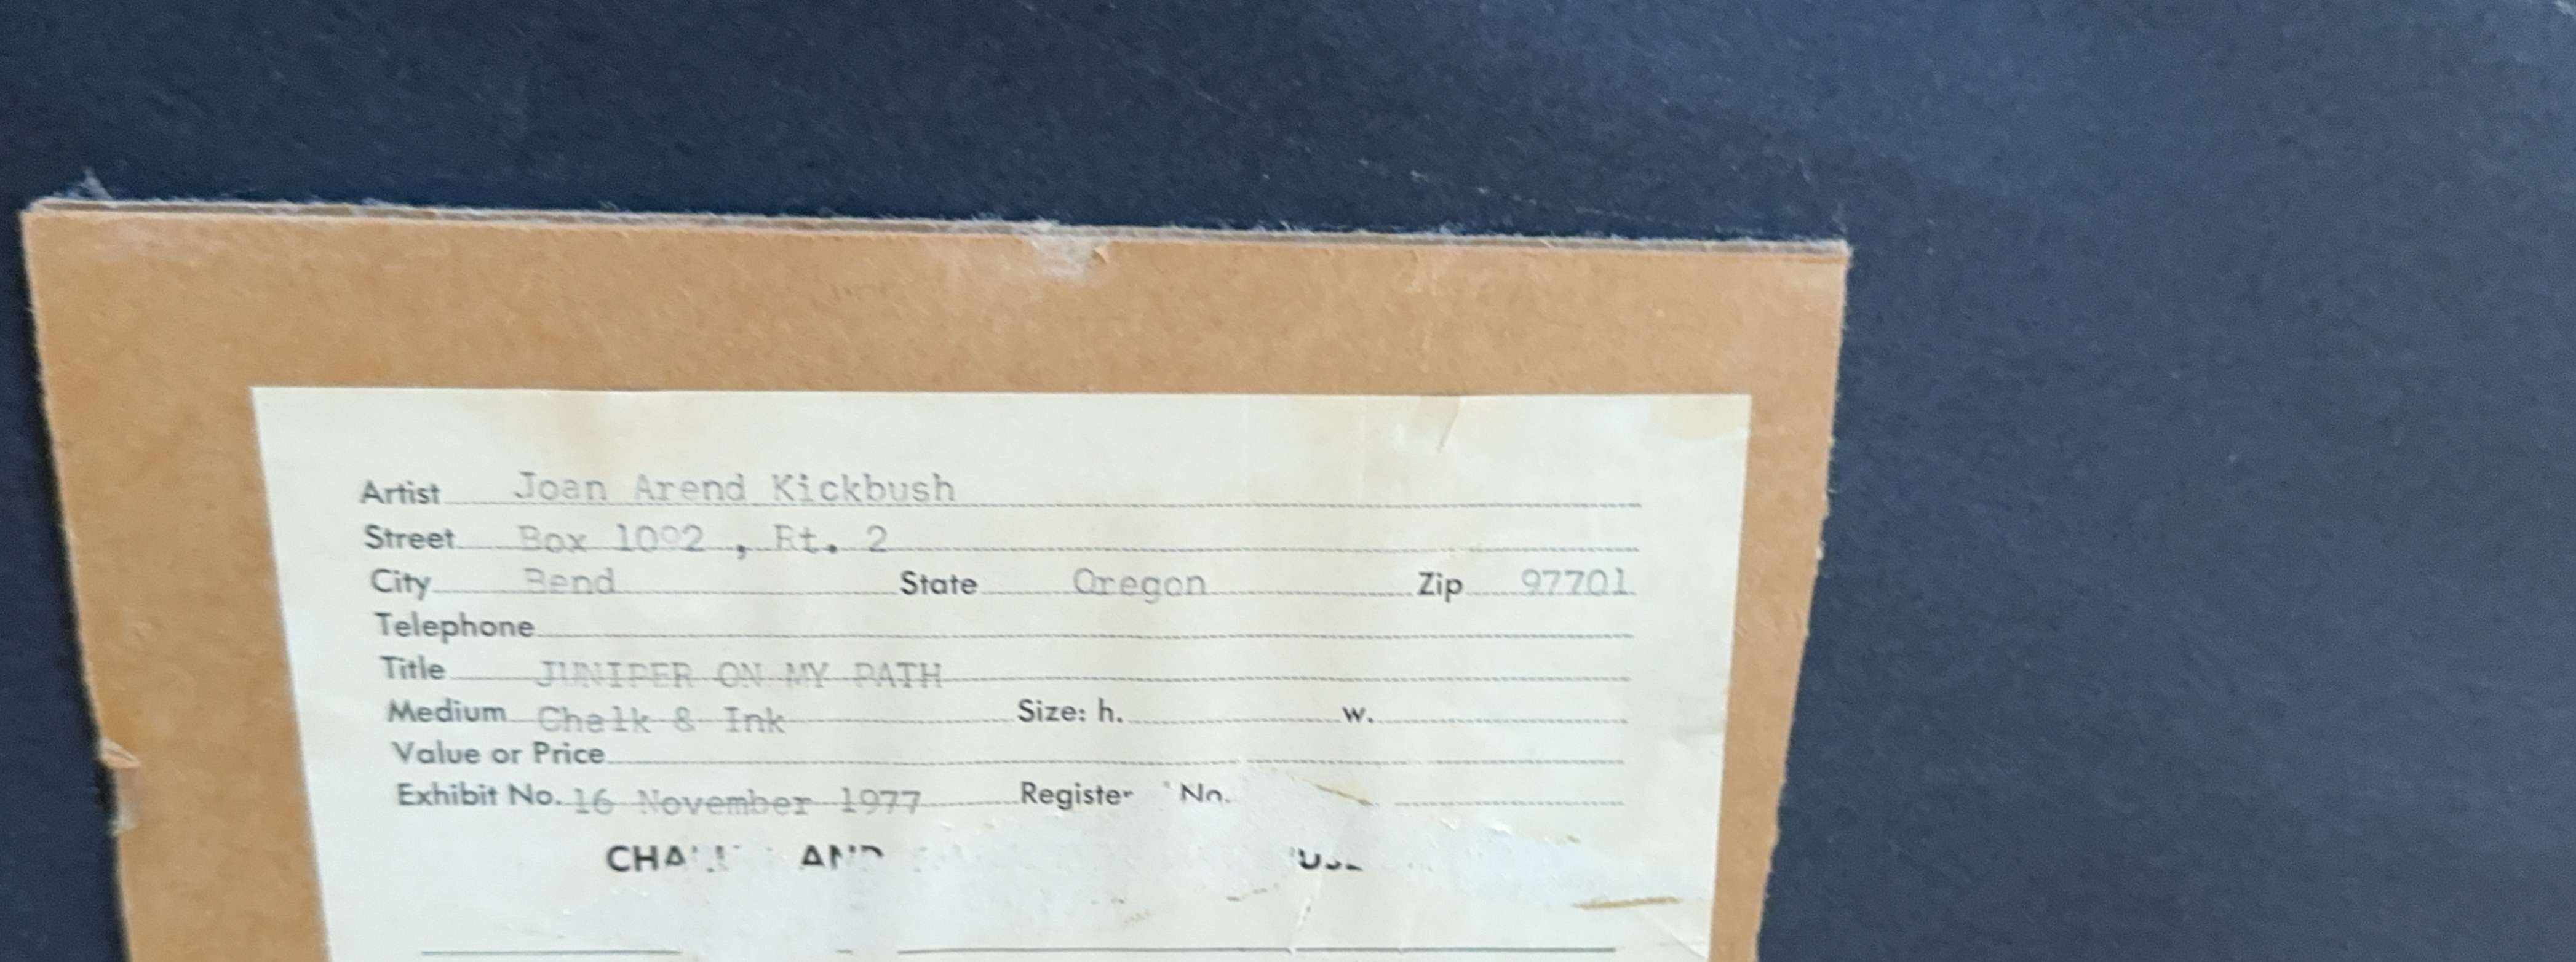 Artist Joan Arend Kickbush
Street Box 1092 , Rt. 2
City Bend State Oregon Zip 97701
Telephone
Title JUNIPER ON MY PATH
Medium Chalk & Ink Size: h. w.
Value or Price
Exhibit No. 16 November 1977 Register No.
AND